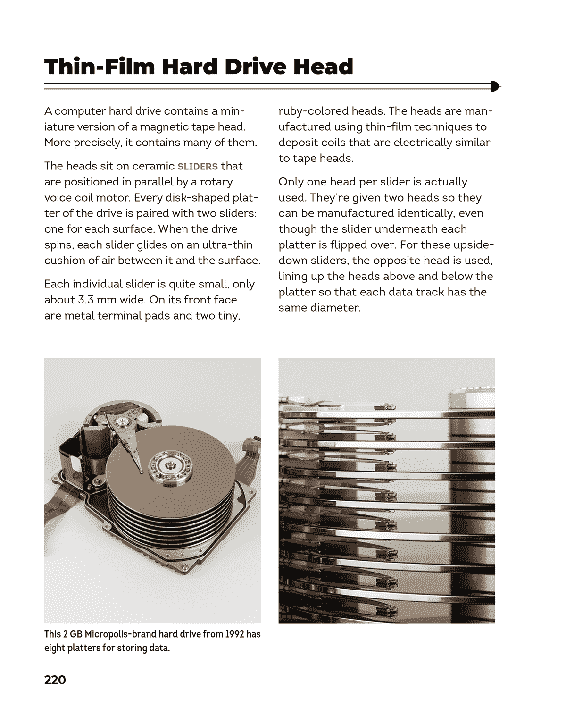 Thin-Film Hard Drive Head
A computer hard drive contains a min-
iature version of a magnetic tape head.
More precisely, it contains many of them.
The heads sit on ceramic SLIDERS that
are positioned in parallel by a rotary
voice coil motor. Every disk-shaped plat-
ter of the drive is paired with two sliders:
one for each surface. When the drive
spins, each slider glides on an ultra-thin
cushion of air between it and the surface.
Each individual slider is quite small, only
about 3.3 mm wide. On its front face
are metal terminal pads and two tiny,
ruby-colored heads. The heads are man-
ufactured using thin-film techniques to
deposit coils that are electrically similar
to tape heads.
Only one head per slider is actually
used. They're given two heads so they
can be manufactured identically, even
though the slider underneath each
platter is flipped over. For these upside-
down sliders, the opposite head is used,
lining up the heads above and below the
platter so that each data track has the
same diameter.
This 2 GB Micropolis-brand hard drive from 1992 has
eight platters for storing data.
220